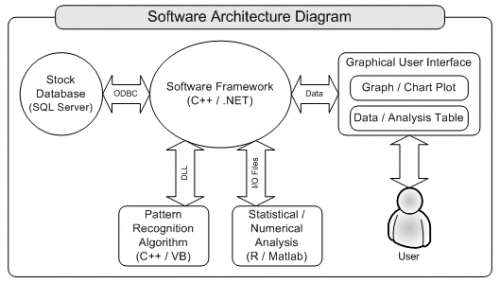 Software Architecture Diagram
Stock
Database
(SQL Server)
ODBC
Software Framework
(C++ / .NET)
Data
Graphical User Interface
Graph / Chart Plot
Data / Analysis Table
DLL
I/O Files
Pattern
Recognition
Algorithm
(C++ / VB)
Statistical /
Numerical
Analysis
(R / Matlab)
User